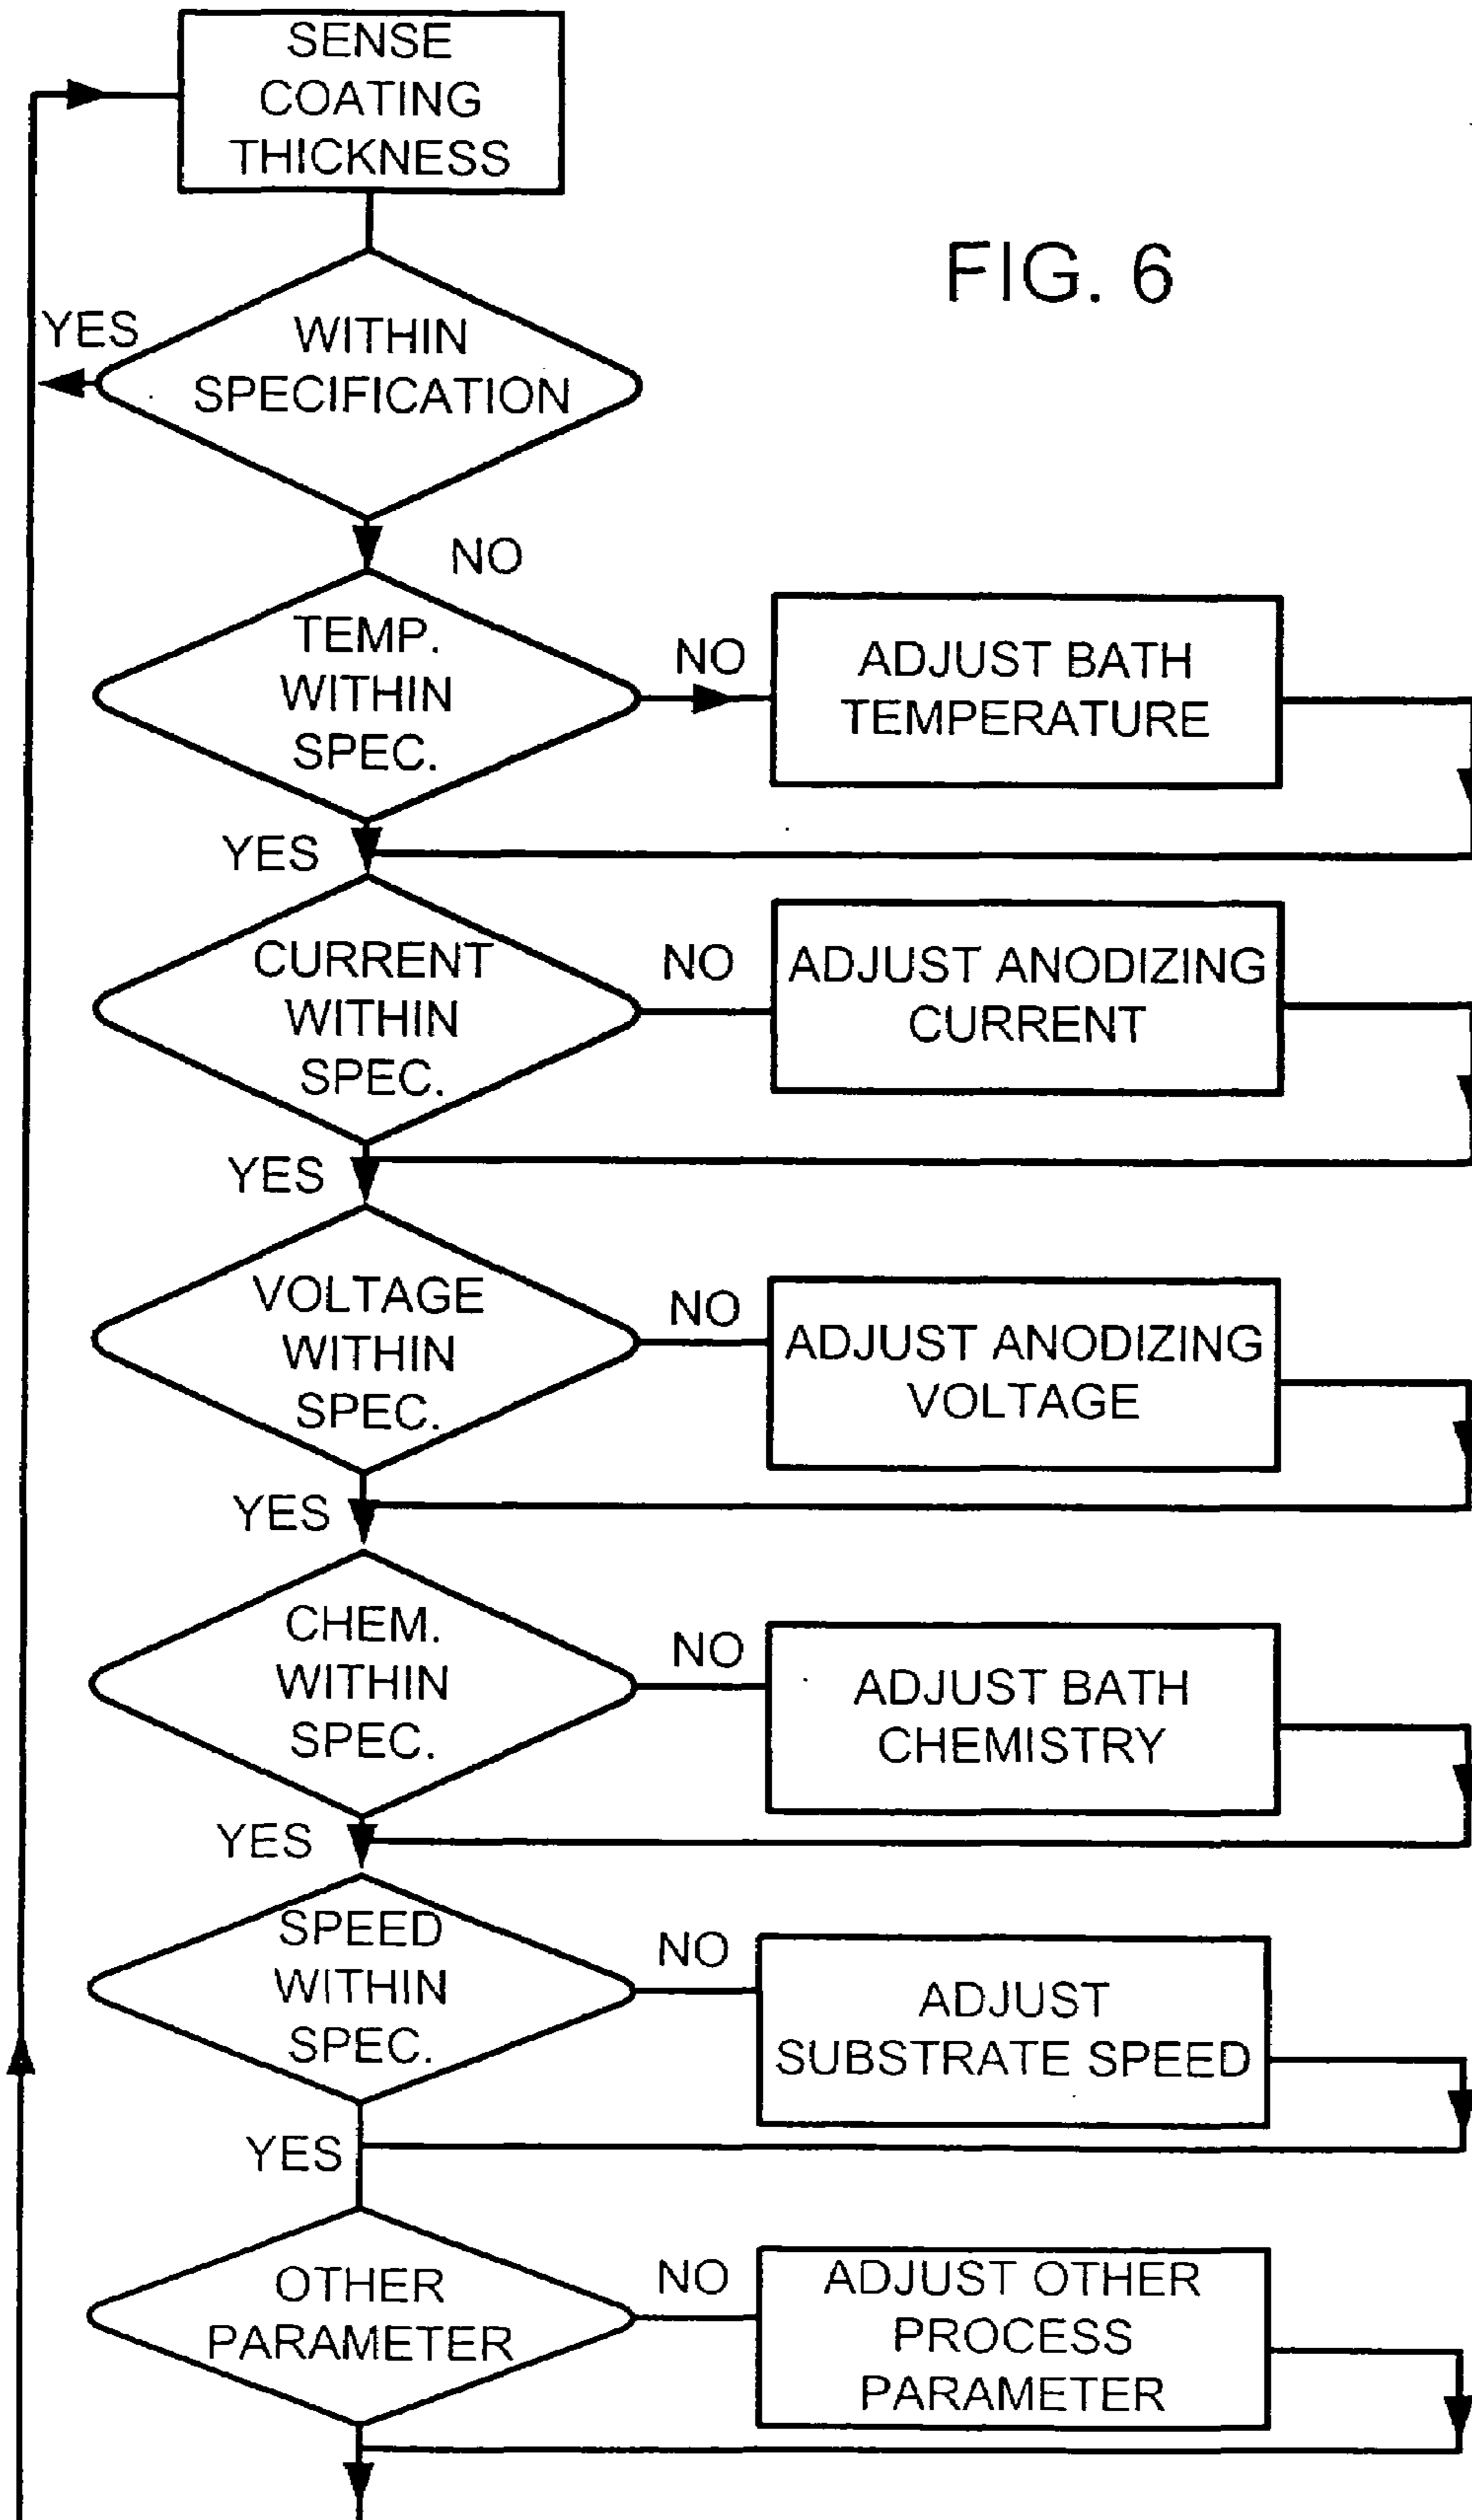 SENSE
COATING
THICKNESS
FIG. 6
YES
WITHIN
SPECIFICATION
NO
TEMP.
WITHIN
SPEC.
NO
ADJUST BATH
TEMPERATURE
YES
CURRENT
WITHIN
SPEC.
NO
ADJUST ANODIZING
CURRENT
YES
VOLTAGE
WITHIN
SPEC.
NO
ADJUST ANODIZING
VOLTAGE
YES
CHEM.
WITHIN
SPEC.
NO
ADJUST BATH
CHEMISTRY
YES
SPEED
WITHIN
SPEC.
NO
ADJUST
SUBSTRATE SPEED
YES
OTHER
PARAMETER
NO
ADJUST OTHER
PROCESS
PARAMETER